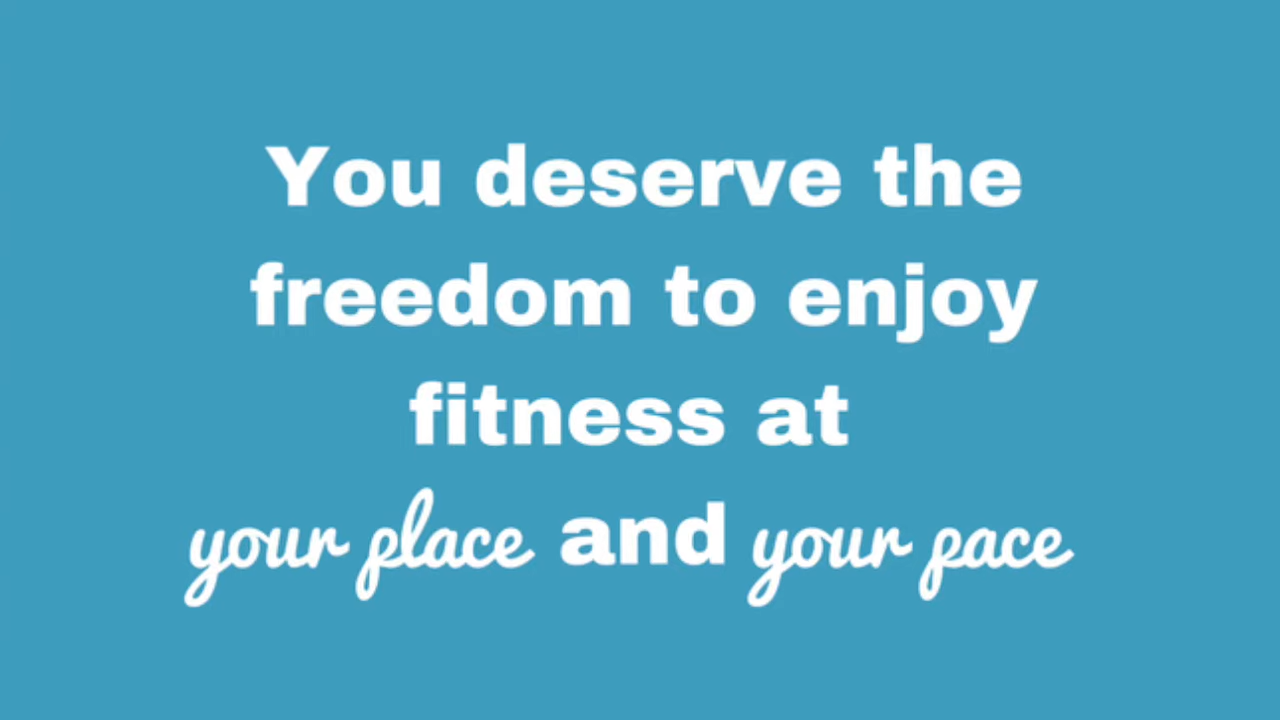 You deserve the
freedom to enjoy
fitness at
your place and your pace